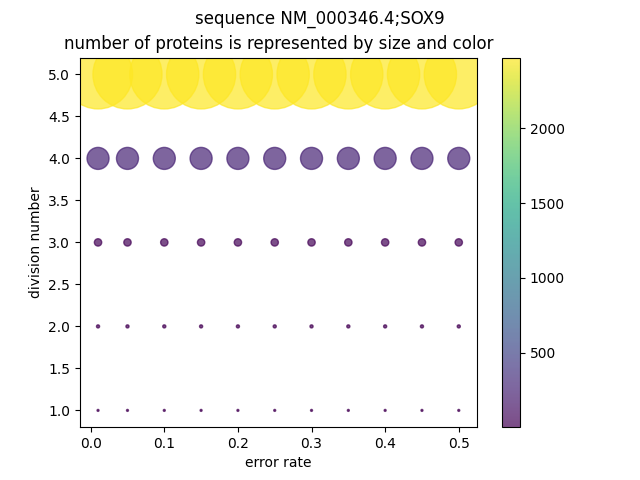 sequence NM_000346.4;SOX9
number of proteins is represented by size and color
5.0
4.5
4.0
3.5
3.0
2.5
2.0
1.5
1.0
division number
0.0 0.1 0.2 0.3 0.4 0.5
error rate
2000
1500
1000
500